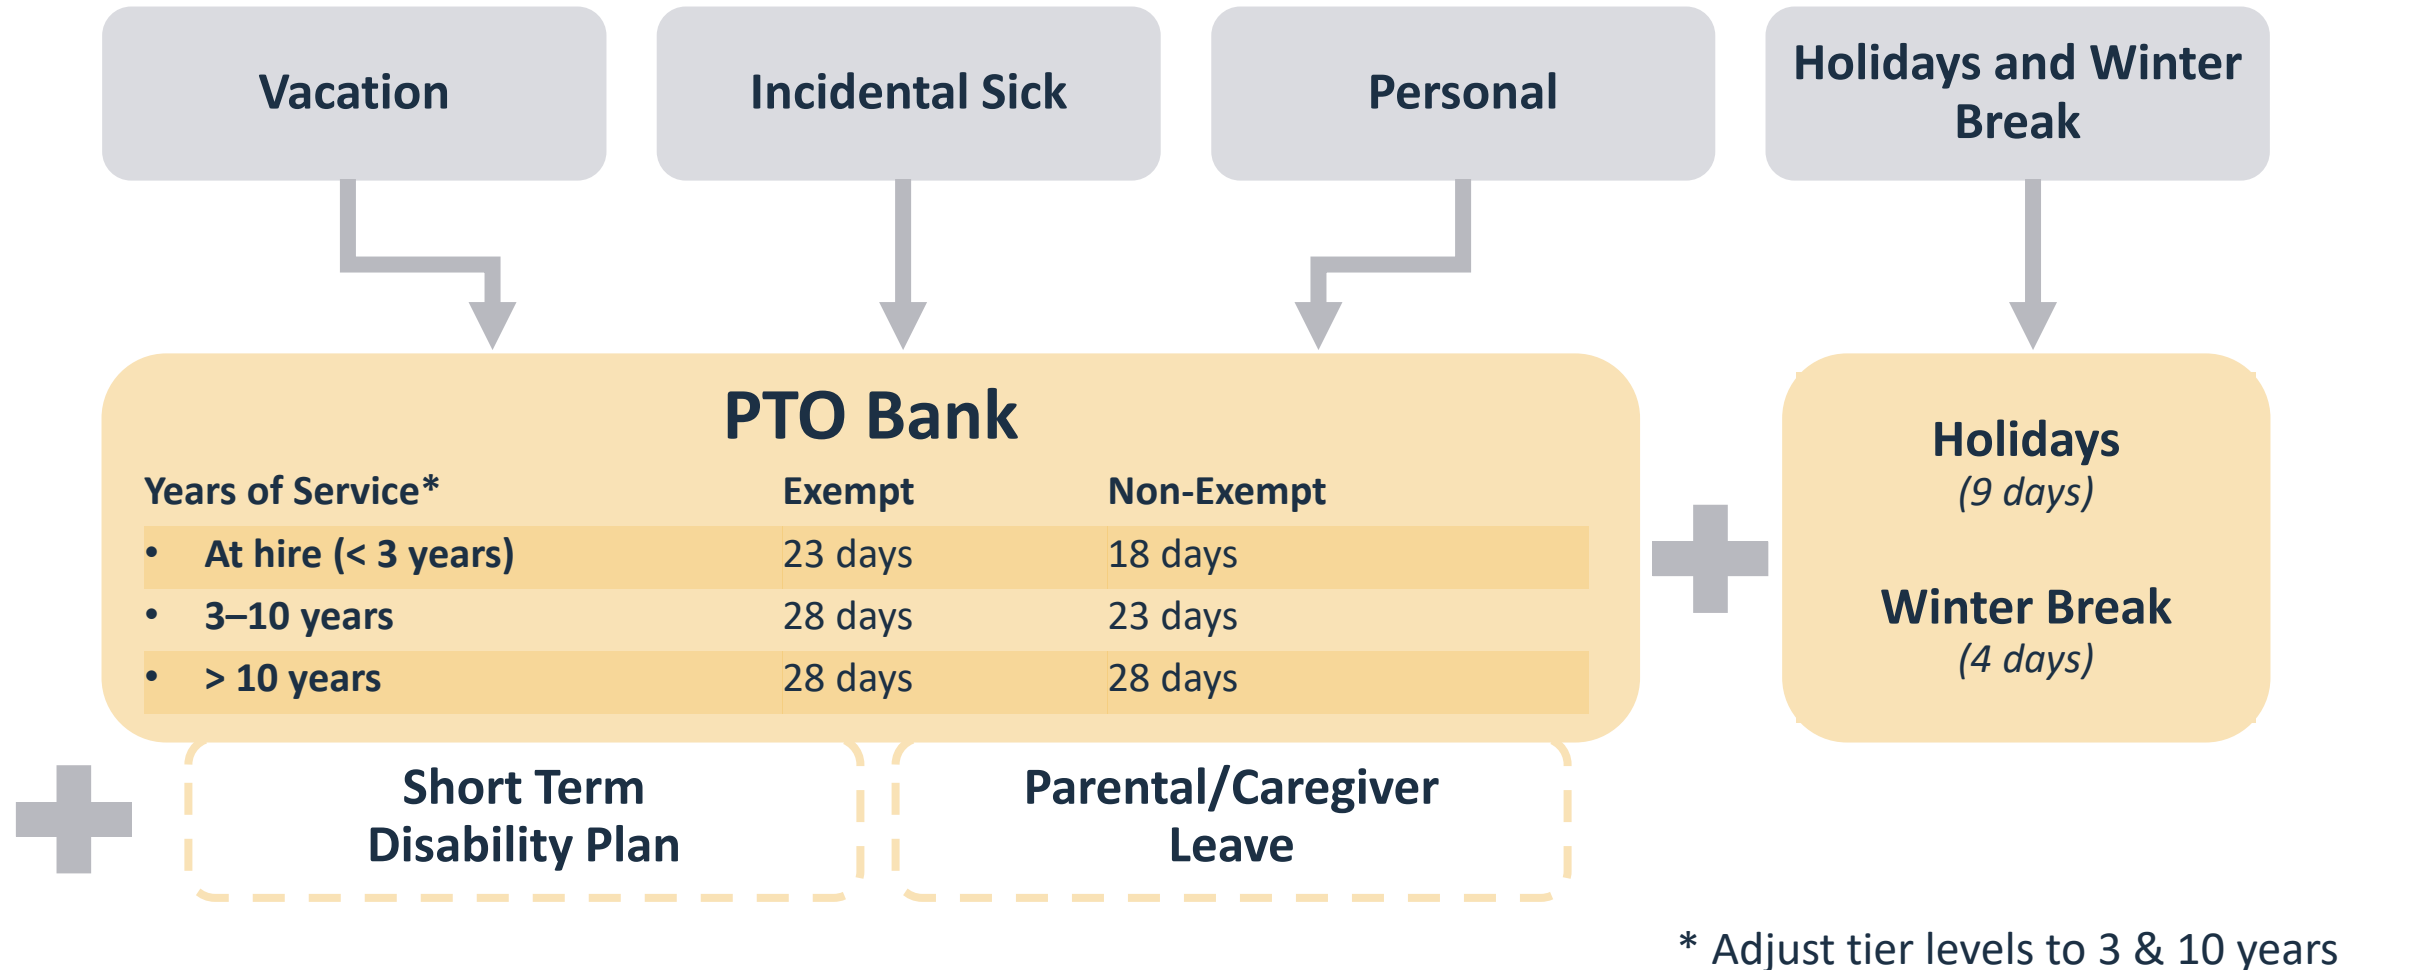 Vacation
Incidental Sick
Personal
Holidays and Winter
Break
PTO Bank
Years of Service* Exempt Non-Exempt
• At hire (< 3 years) 23 days 18 days
• 3–10 years 28 days 23 days
• > 10 years 28 days 28 days
Holidays
(9 days)
Winter Break
(4 days)
Short Term
Disability Plan
Parental/Caregiver
Leave
* Adjust tier levels to 3 & 10 years